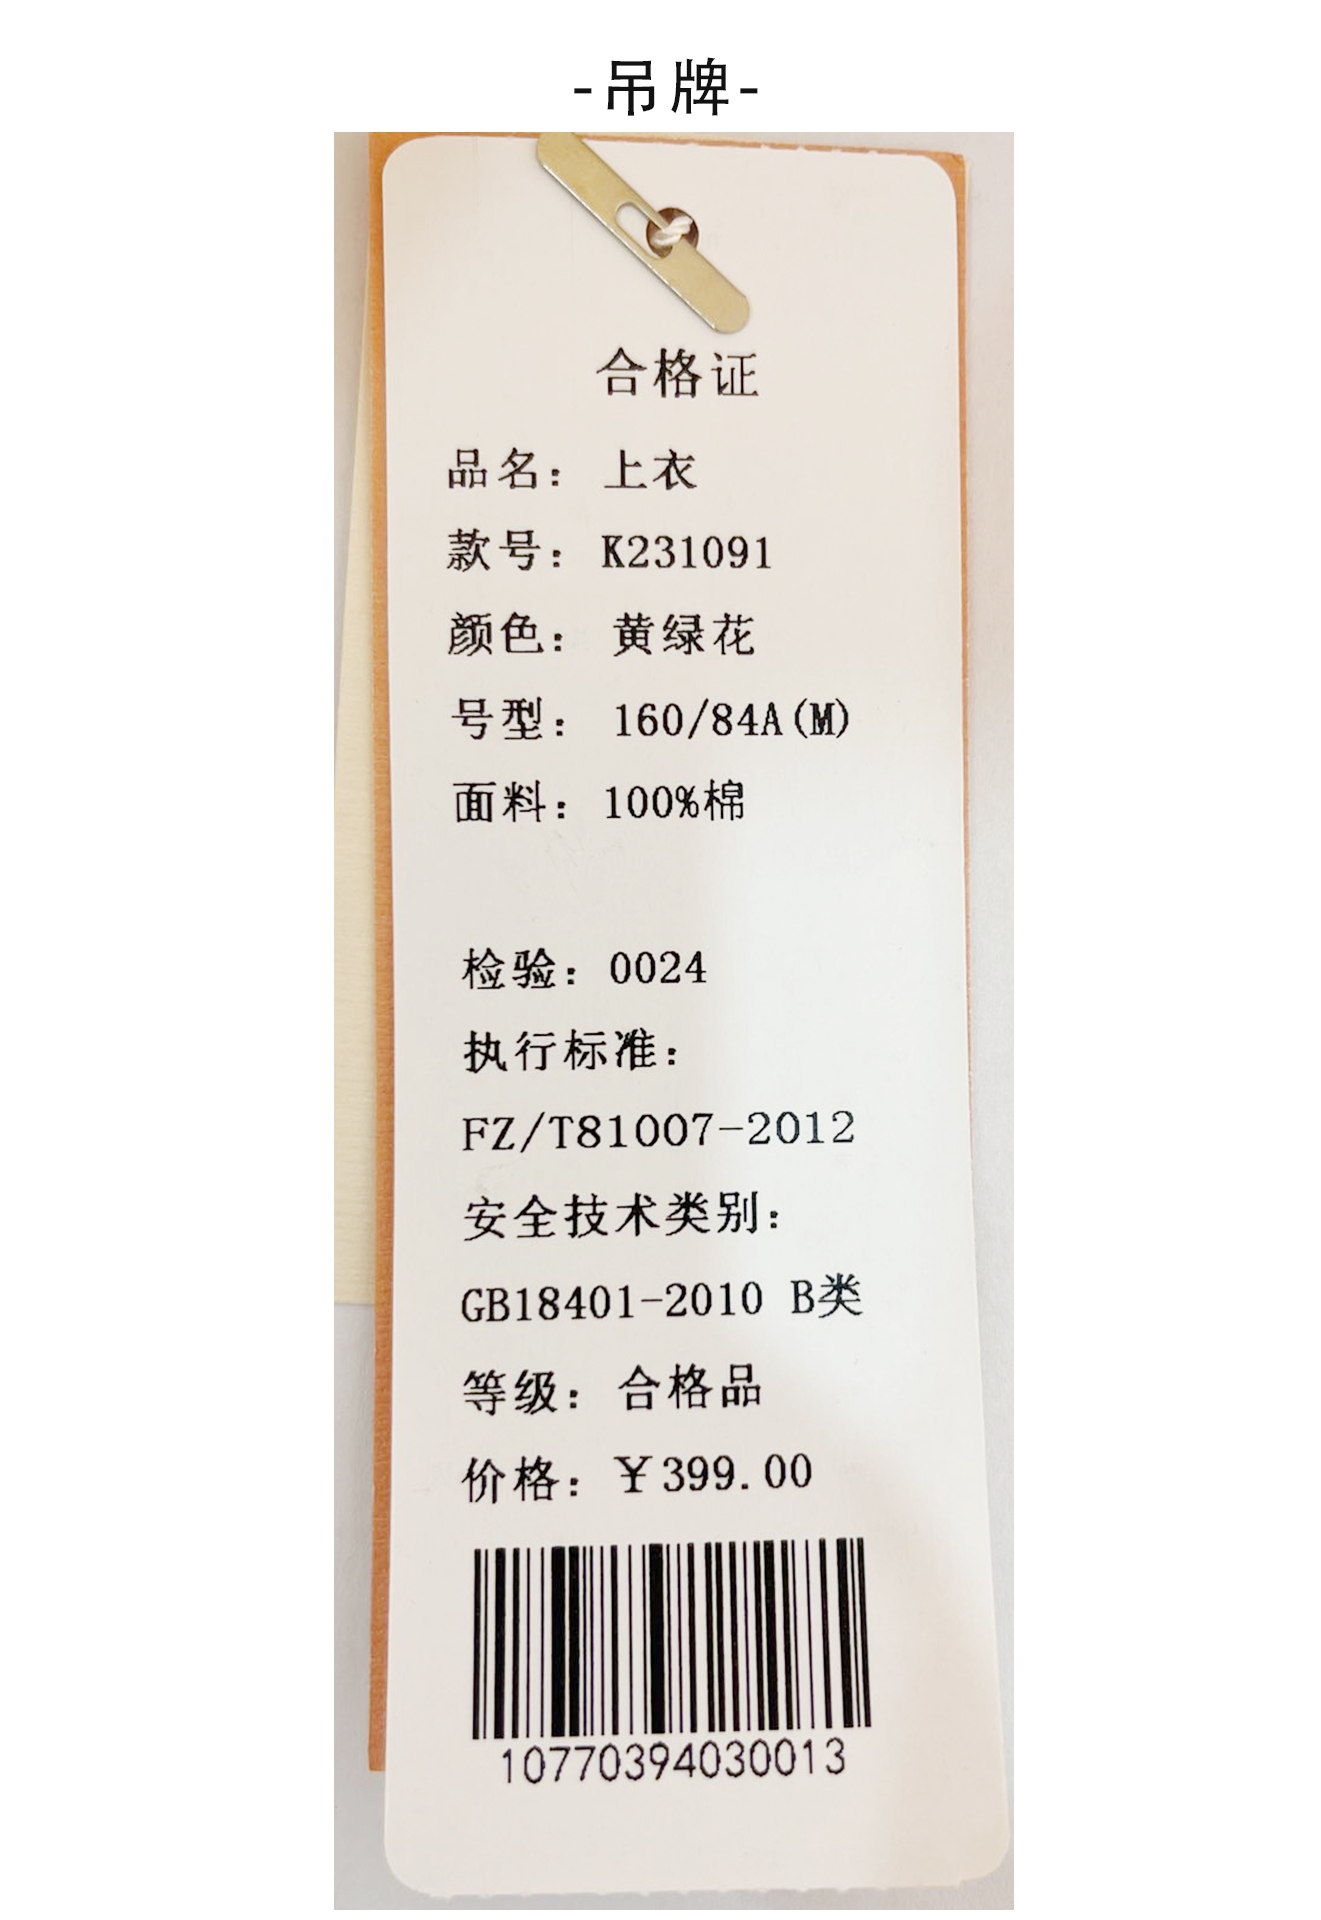 -吊牌-
合格证
品名： 上衣
款号： K231091
颜色： 黄绿花
号型： 160/84A(M)
面料： 100%棉
检验： 0024
执行标准：
FZ/T81007-2012
安全技术类别：
GB18401-2010 B类
等级： 合格品
价格： ￥399.00
10770394030013